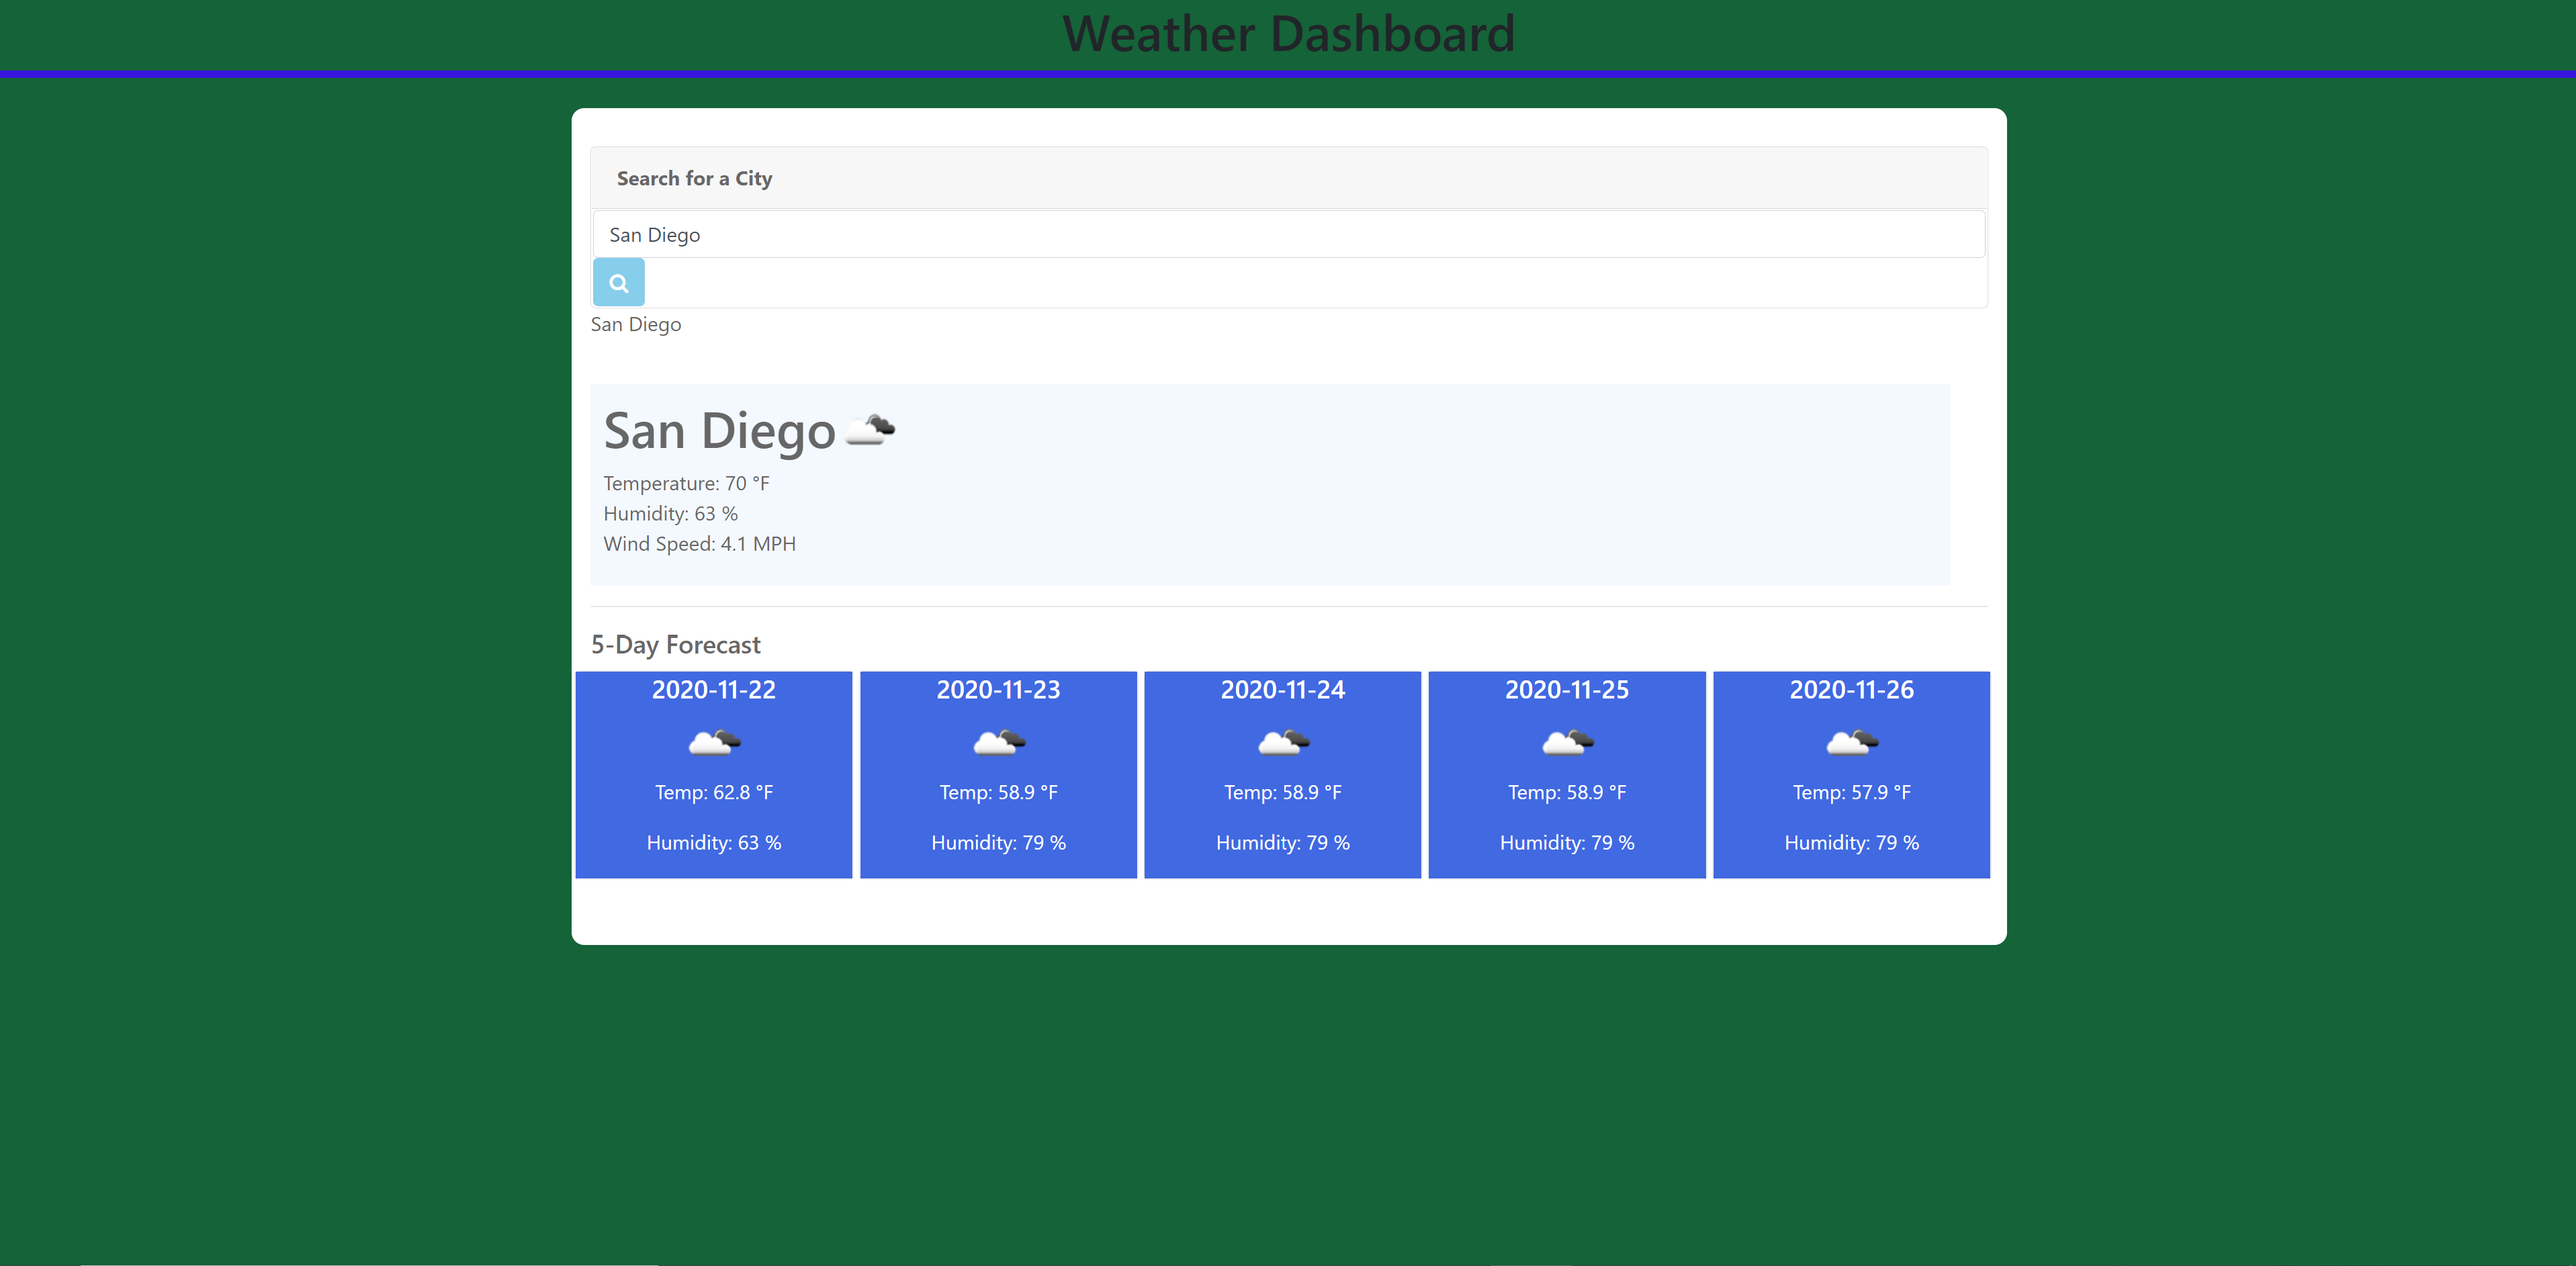 Weather Dashboard
Search for a City
San Diego
San Diego
San Diego
Temperature: 70 °F
Humidity: 63 %
Wind Speed: 4.1 MPH
5-Day Forecast
2020-11-22
Temp: 62.8 °F
Humidity: 63 %
2020-11-23
Temp: 58.9 °F
Humidity: 79 %
2020-11-24
Temp: 58.9 °F
Humidity: 79 %
2020-11-25
Temp: 58.9 °F
Humidity: 79 %
2020-11-26
Temp: 57.9 °F
Humidity: 79 %